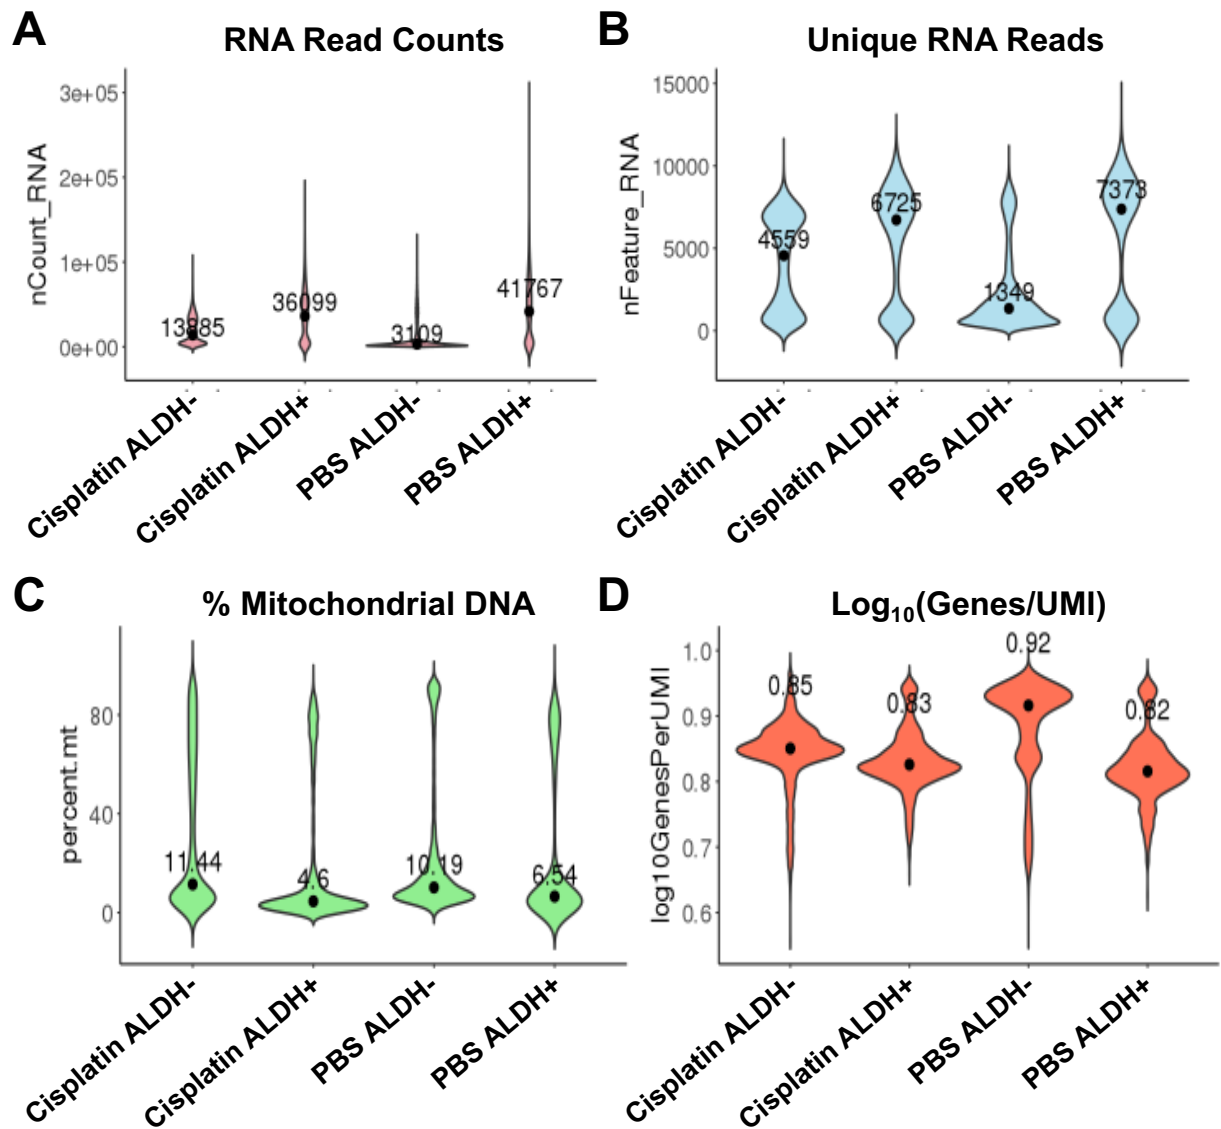 A
RNA Read Counts
nCount_RNA
3e+05
2e+05
1e+05
0e+00
13885
36099
3109
41767
Cisplatin ALDH-
Cisplatin ALDH+
PBS ALDH-
PBS ALDH+
B
Unique RNA Reads
nFeature_RNA
15000
10000
5000
0
4559
6725
1349
7373
Cisplatin ALDH-
Cisplatin ALDH+
PBS ALDH-
PBS ALDH+
C
% Mitochondrial DNA
percent.mt
80
40
0
11.44
4.6
10.19
6.54
Cisplatin ALDH-
Cisplatin ALDH+
PBS ALDH-
PBS ALDH+
D
Log₁₀(Genes/UMI)
log10GenesPerUMI
1.0
0.9
0.8
0.7
0.6
0.85
0.83
0.92
0.82
Cisplatin ALDH-
Cisplatin ALDH+
PBS ALDH-
PBS ALDH+